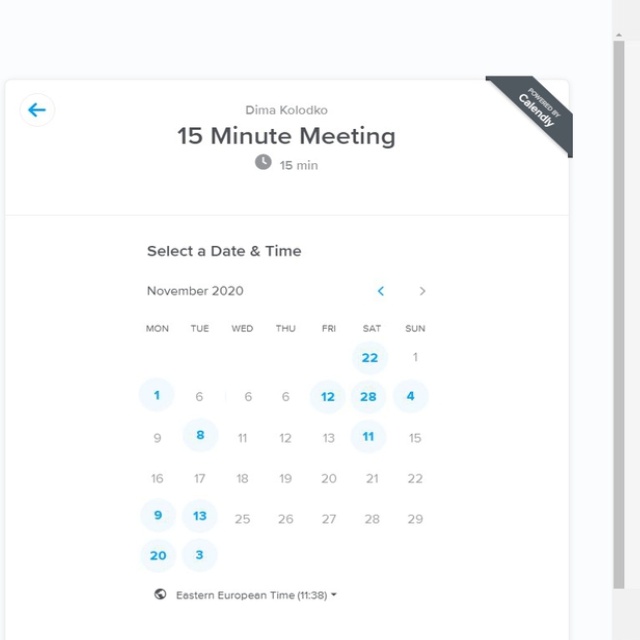 POWERED BY
Calendly
Dima Kolodko
15 Minute Meeting
15 min
Select a Date & Time
November 2020
MON TUE WED THU FRI SAT SUN
22 1
1 6 6 6 12 28 4
9 8 11 12 13 11 15
16 17 18 19 20 21 22
9 13 25 26 27 28 29
20 3
Eastern European Time (11:38)